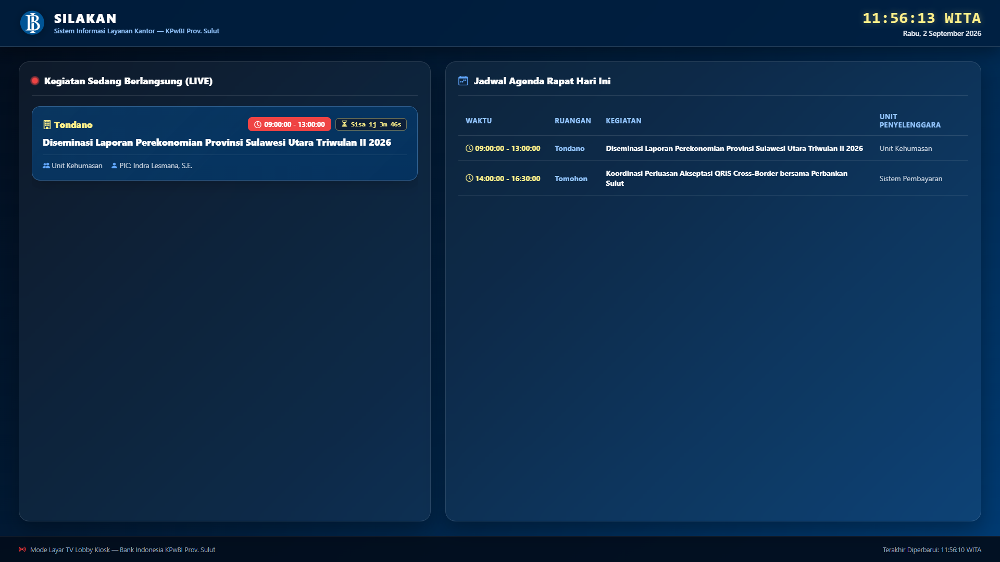 SILAKAN
Sistem Informasi Layanan Kantor — KPwBI Prov. Sulut
11:56:13 WITA
Rabu, 2 September 2026
Kegiatan Sedang Berlangsung (LIVE)
Tondano
09:00:00 - 13:00:00
Sisa 1j 3m 46s
Diseminasi Laporan Perekonomian Provinsi Sulawesi Utara Triwulan II 2026
Unit Kehumasan
PIC: Indra Lesmana, S.E.
Jadwal Agenda Rapat Hari Ini
WAKTU
RUANGAN
KEGIATAN
UNIT
PENYELENGGARA
09:00:00 - 13:00:00
Tondano
Diseminasi Laporan Perekonomian Provinsi Sulawesi Utara Triwulan II 2026
Unit Kehumasan
14:00:00 - 16:30:00
Tomohon
Koordinasi Perluasan Akseptasi QRIS Cross-Border bersama Perbankan
Sulut
Sistem Pembayaran
Mode Layar TV Lobby Kiosk — Bank Indonesia KPwBI Prov. Sulut
Terakhir Diperbarui: 11:56:10 WITA